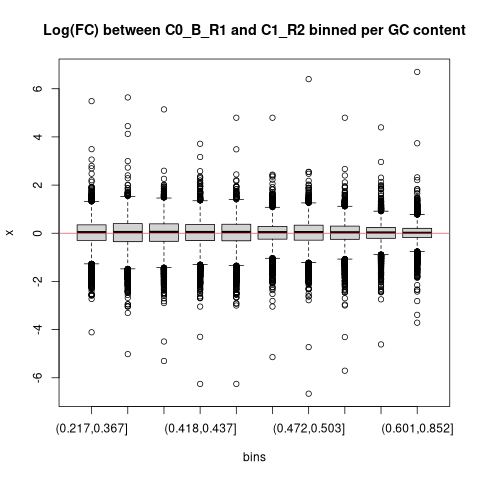 Log(FC) between C0_B_R1 and C1_R2 binned per GC content
x
6
4
2
0
-2
-4
-6
(0.217,0.367] (0.418,0.437] (0.472,0.503] (0.601,0.852]
bins